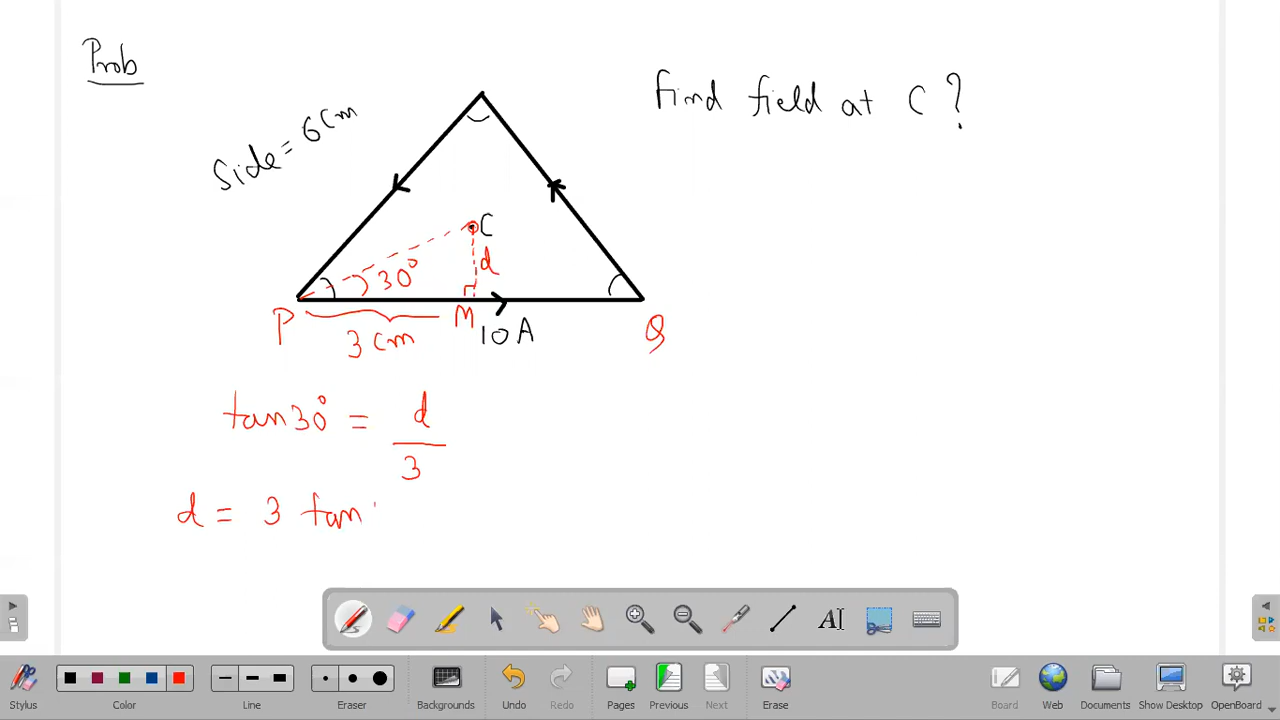 Prob
Find field at C ?
Side = 6 cm
C
d
30°
P
M
Q
3 cm
10 A
tan 30° = d
3
d = 3 tan
Stylus
Color
Line
Eraser
Backgrounds
Undo
Redo
Pages
Previous
Next
Erase
Board
Web
Documents
Show Desktop
OpenBoard